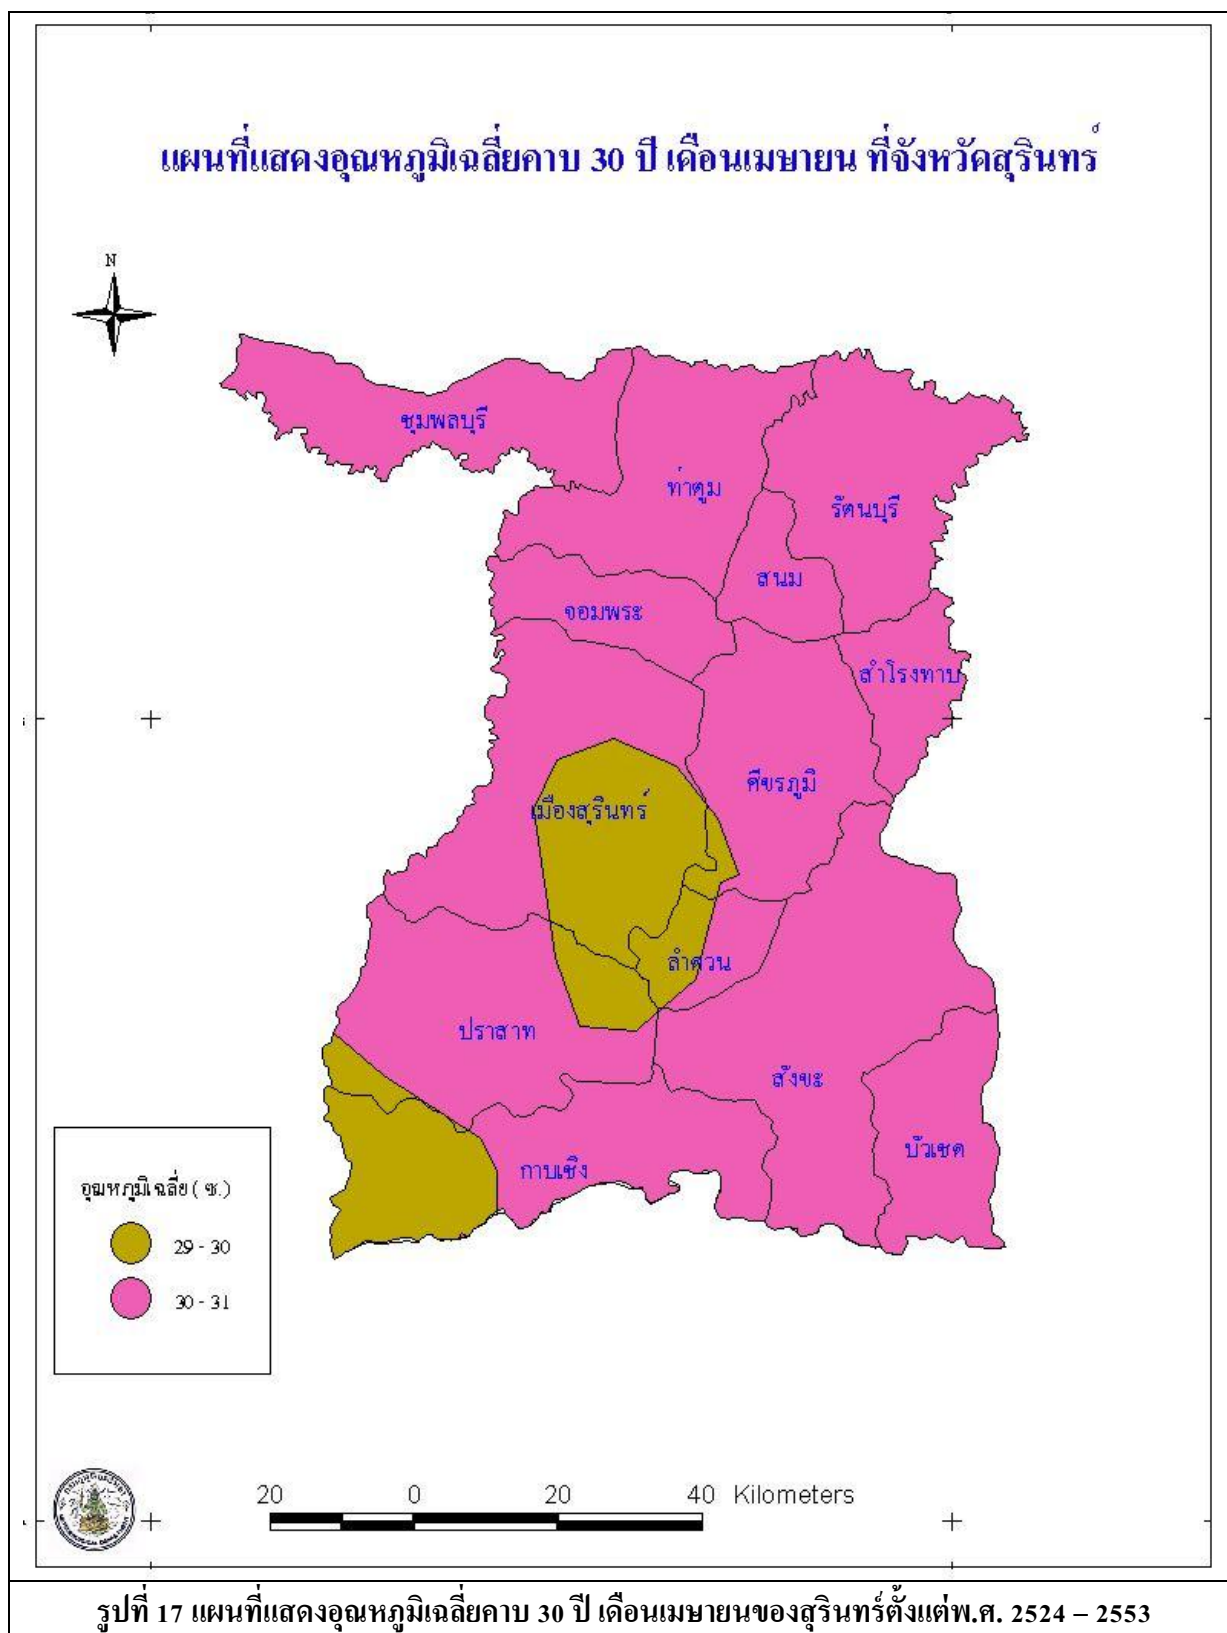 แผนที่แสดงอุณหภูมิเฉลี่ยคาบ 30 ปี เดือนเมษายน ที่จังหวัดสุรินทร์
N
ชุมพลบุรี
ท่าตูม
รัตนบุรี
สนม
จอมพระ
สำโรงทาบ
ศีขรภูมิ
เมืองสุรินทร์
ลำดวน
ปราสาท
สังขะ
บัวเชด
กาบเชิง
อุณหภูมิเฉลี่ย ( ซ.)
29 - 30
30 - 31
20 0 20 40 Kilometers
รูปที่ 17 แผนที่แสดงอุณหภูมิเฉลี่ยคาบ 30 ปี เดือนเมษายนของสุรินทร์ตั้งแต่พ.ศ. 2524 – 2553